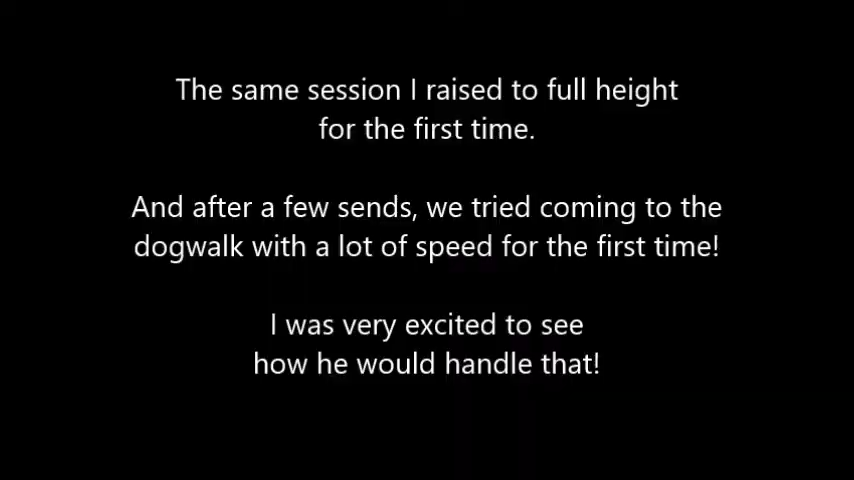 The same session I raised to full height
for the first time.
And after a few sends, we tried coming to the
dogwalk with a lot of speed for the first time!
I was very excited to see
how he would handle that!